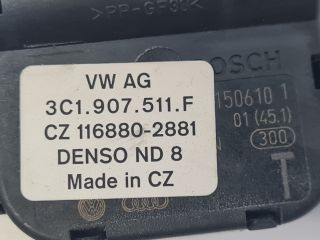 >PP-GF30<
BOSCH
VW AG
3C1.907.511.F
CZ 116880-2881
DENSO ND 8
Made in CZ
150610 1
01 (45.1)
N
300
T